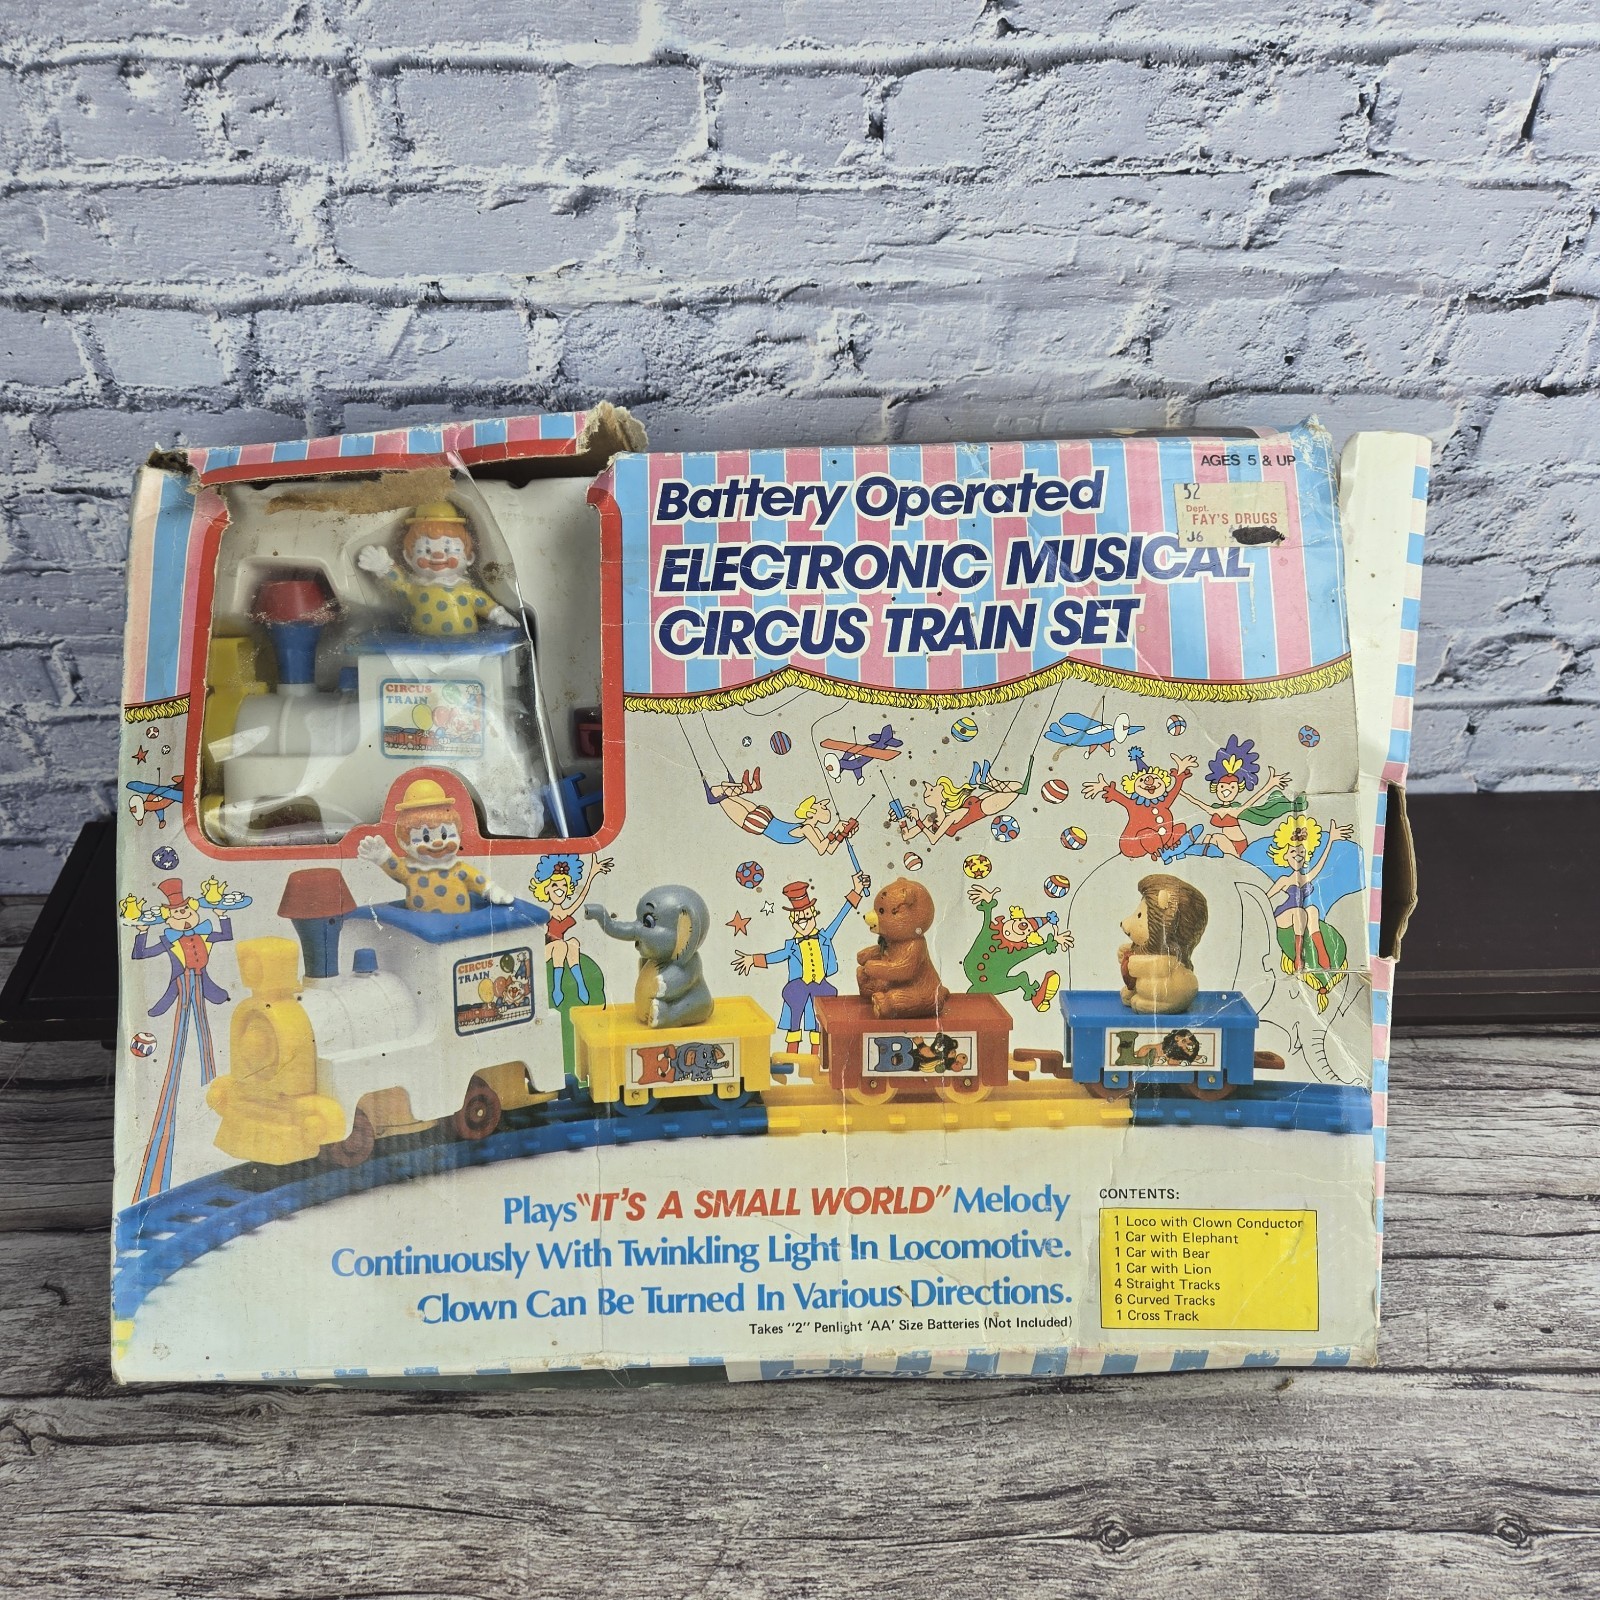 AGES 5 & UP
Battery Operated
ELECTRONIC MUSICAL
CIRCUS TRAIN SET
52
Dept.
FAY'S DRUGS
J6
CIRCUS
TRAIN
CIRCUS
TRAIN
E
B
L
Plays "IT'S A SMALL WORLD" Melody
Continuously With Twinkling Light In Locomotive.
Clown Can Be Turned In Various Directions.
Takes "2" Penlight 'AA' Size Batteries (Not Included)
CONTENTS:
1 Loco with Clown Conductor
1 Car with Elephant
1 Car with Bear
1 Car with Lion
4 Straight Tracks
6 Curved Tracks
1 Cross Track